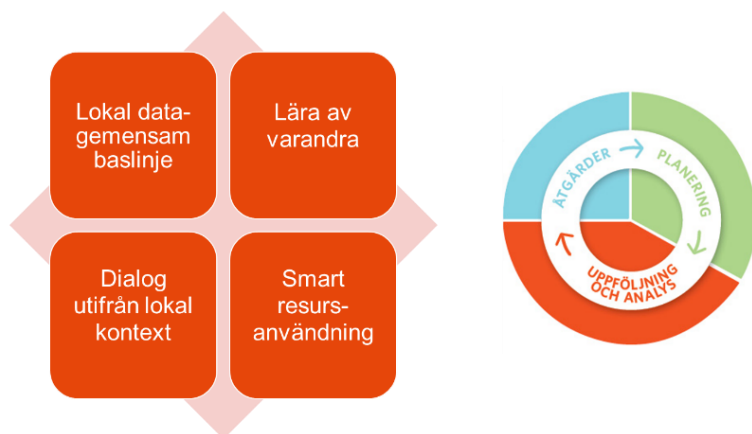 Lokal data-
gemensam
baslinje
Lära av
varandra
Dialog
utifrån lokal
kontext
Smart
resurs-
användning
ÅTGÄRDER
PLANERING
UPPFÖLJNING
OCH ANALYS